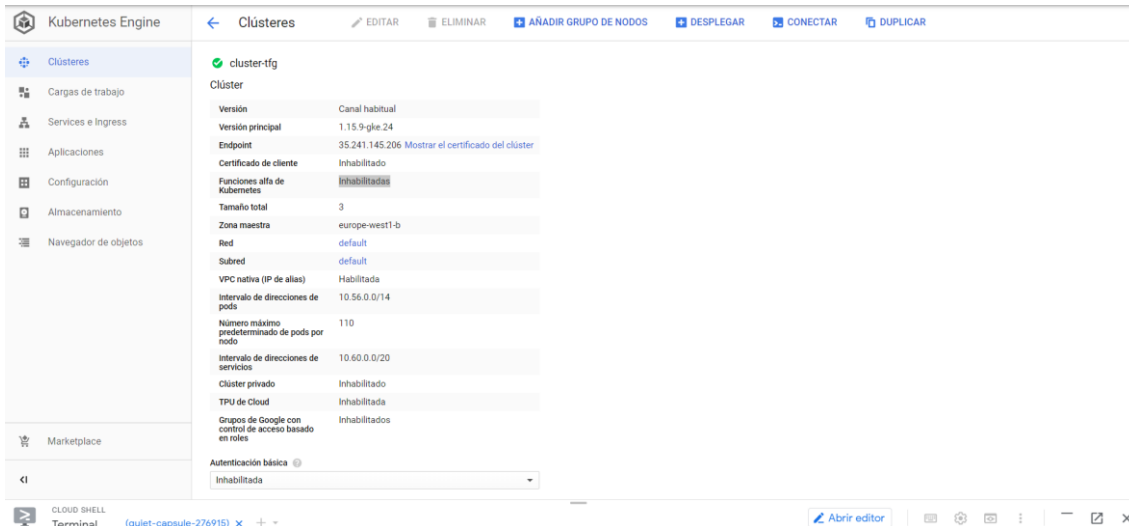 Kubernetes Engine
Clústeres
EDITAR
ELIMINAR
AÑADIR GRUPO DE NODOS
DESPLEGAR
CONECTAR
DUPLICAR
Clústeres
Cargas de trabajo
Services e Ingress
Aplicaciones
Configuración
Almacenamiento
Navegador de objetos
Marketplace
cluster-tfg
Clúster
Versión Canal habitual
Versión principal 1.15.9-gke.24
Endpoint 35.241.145.206 Mostrar el certificado del clúster
Certificado de cliente Inhabilitado
Funciones alfa de Inhabilitadas
Kubernetes
Tamaño total 3
Zona maestra europe-west1-b
Red default
Subred default
VPC nativa (IP de alias) Habilitada
Intervalo de direcciones de 10.56.0.0/14
pods
Número máximo 110
predeterminado de pods por
nodo
Intervalo de direcciones de 10.60.0.0/20
servicios
Clúster privado Inhabilitado
TPU de Cloud Inhabilitada
Grupos de Google con Inhabilitados
control de acceso basado
en roles
Autenticación básica
Inhabilitada
CLOUD SHELL
Terminal (quiet-capsule-276915) x + Abrir editor